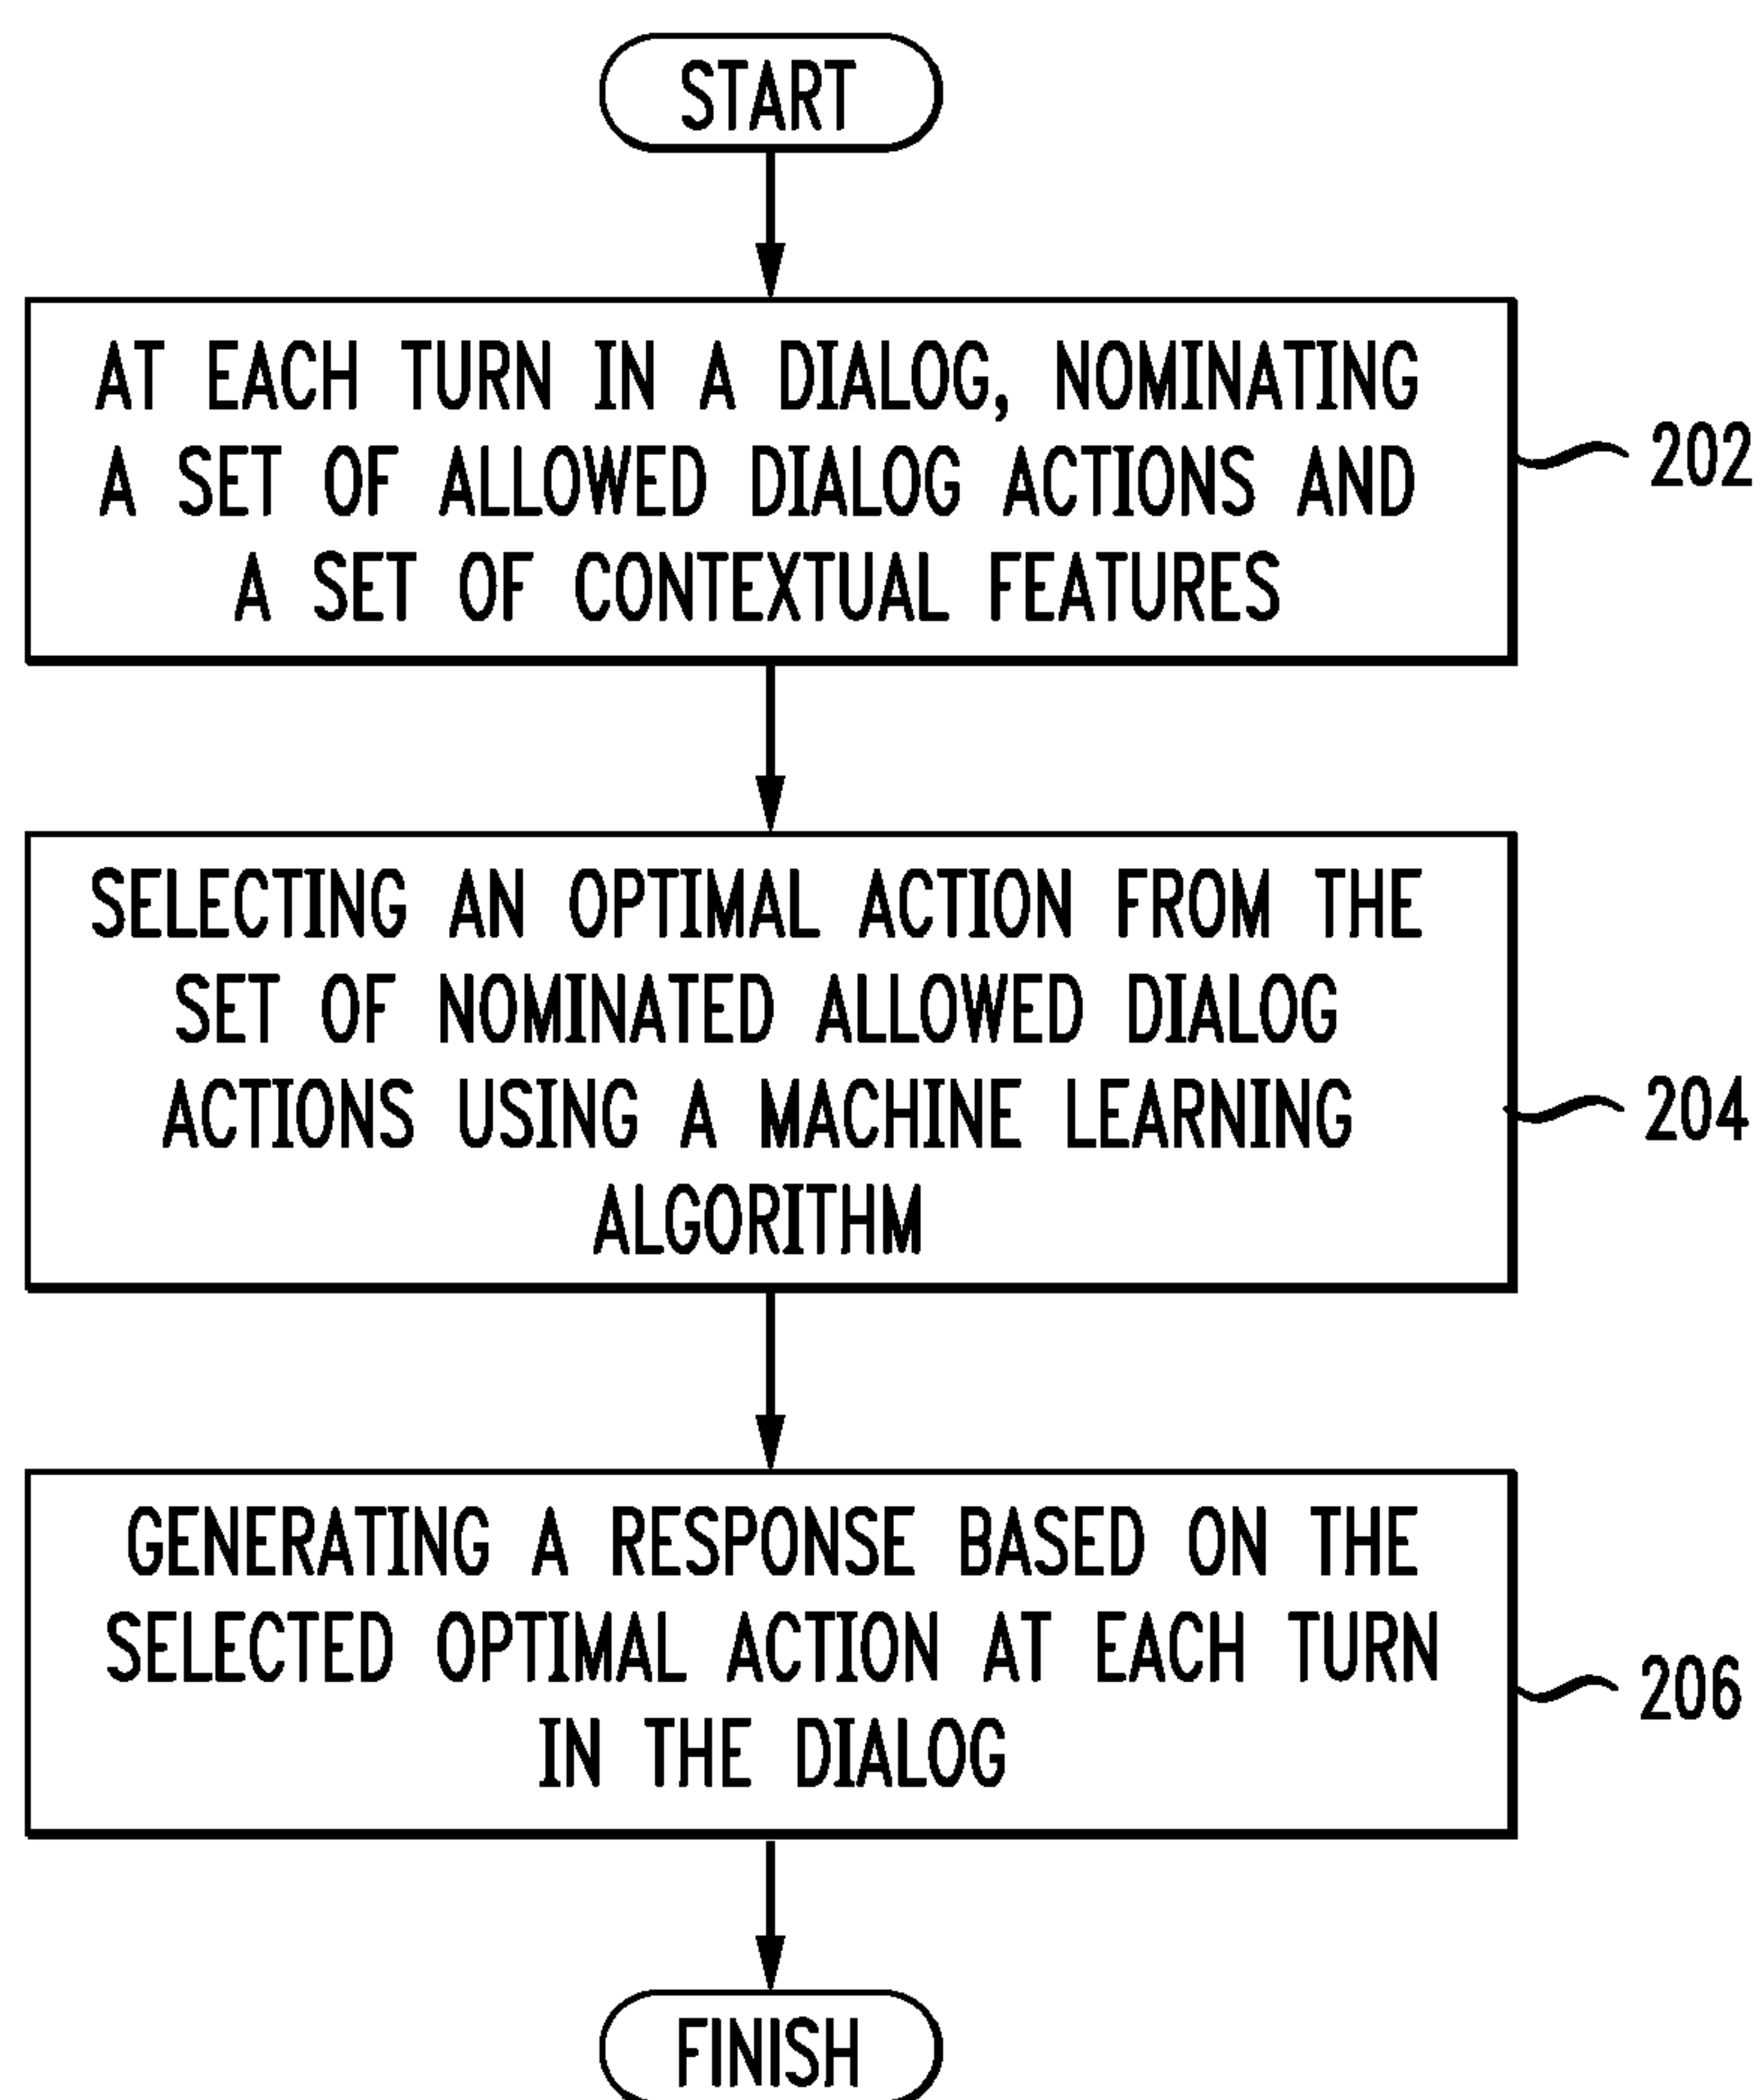 START
AT EACH TURN IN A DIALOG, NOMINATING
A SET OF ALLOWED DIALOG ACTIONS AND
A SET OF CONTEXTUAL FEATURES
202
SELECTING AN OPTIMAL ACTION FROM THE
SET OF NOMINATED ALLOWED DIALOG
ACTIONS USING A MACHINE LEARNING
ALGORITHM
204
GENERATING A RESPONSE BASED ON THE
SELECTED OPTIMAL ACTION AT EACH TURN
IN THE DIALOG
206
FINISH